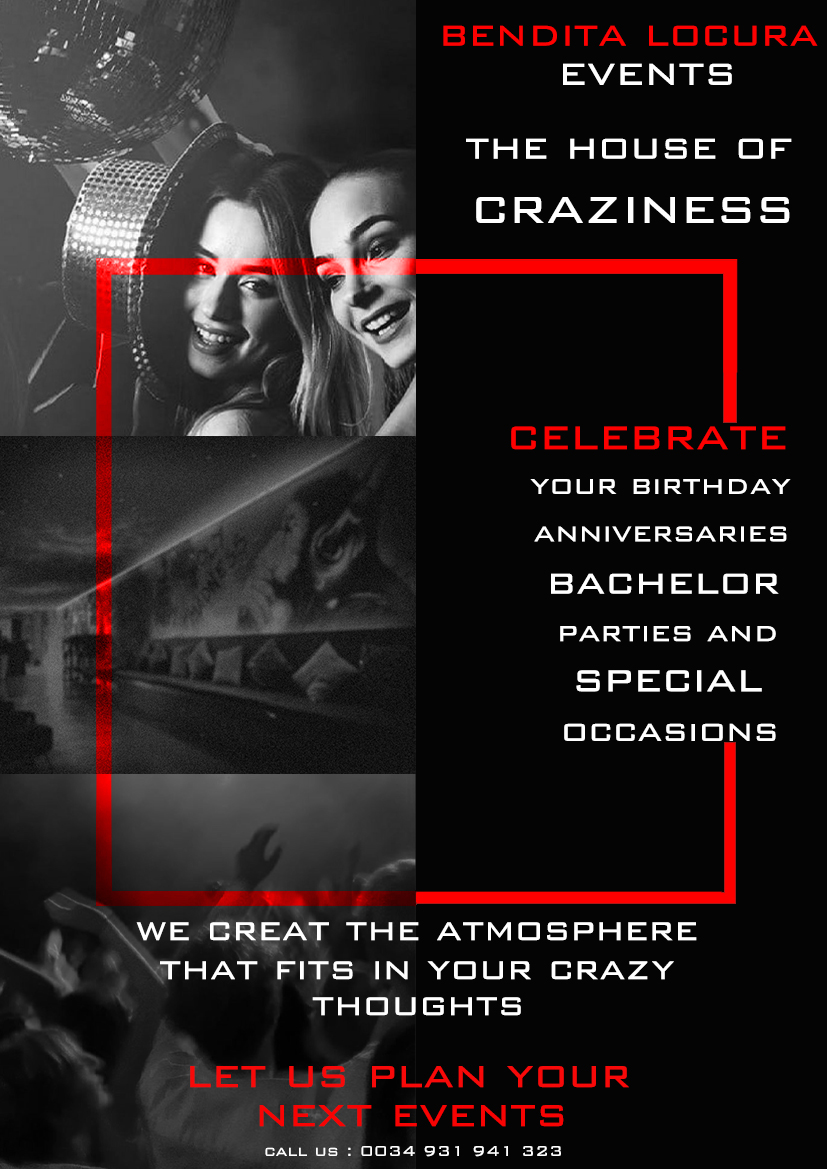 BENDITA LOCURA
EVENTS
THE HOUSE OF
CRAZINESS
CELEBRATE
YOUR BIRTHDAY
ANNIVERSARIES
BACHELOR
PARTIES AND
SPECIAL
OCCASIONS
WE CREAT THE ATMOSPHERE
THAT FITS IN YOUR CRAZY
THOUGHTS
LET US PLAN YOUR
NEXT EVENTS
CALL US : 0034 931 941 323